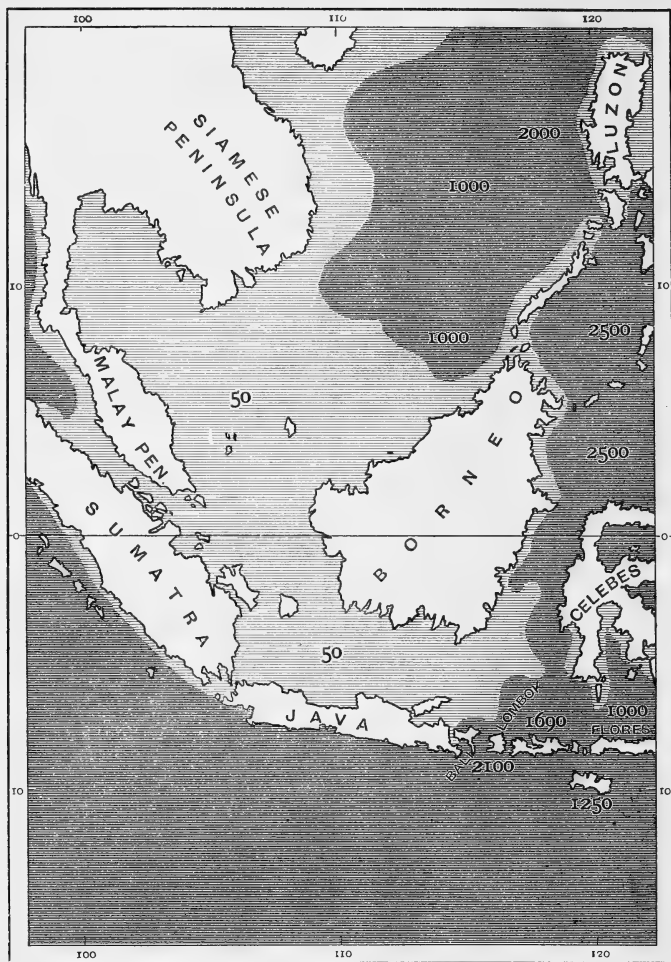 100 110 120
LUZON
SIAMESE
PENINSULA
2000
1000
10 10
2500
1000
MALAY PEN.
50
BORNEO
2500
SUMATRA
0 0
CELEBES
50
LOMBOK
JAVA
1690
1000
FLORES
BALI
2100
10 10
1250
100 110 120